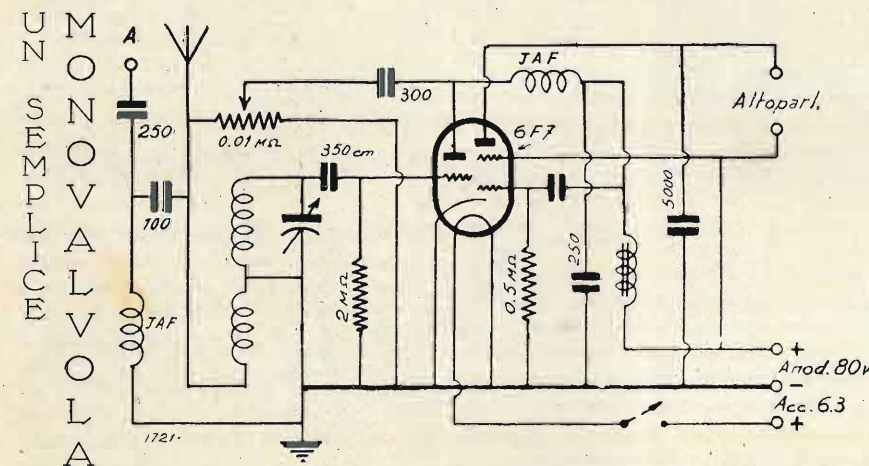 UN SEMPLICE
MONOVALVOLA
A
250
100
JAF
1721.
0.01 MΩ
350 cm
2 MΩ
300
JAF
6F7
0.5 MΩ
250
5000
Altoparl.
+
Anod. 80v
-
Acc. 6.3
+